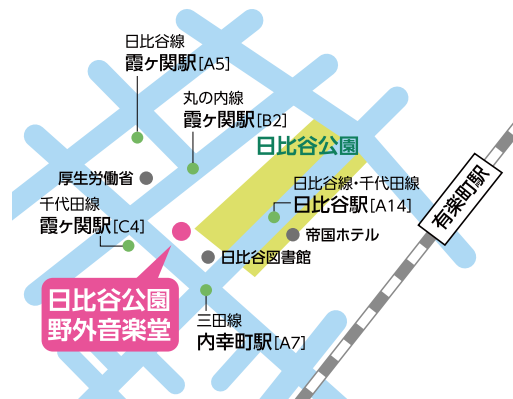 日比谷線
霞ヶ関駅[A5]
丸の内線
霞ヶ関駅[B2]
日比谷公園
厚生労働省
日比谷線・千代田線
日比谷駅[A14]
有楽町駅
千代田線
霞ヶ関駅[C4]
帝国ホテル
日比谷図書館
日比谷公園
野外音楽堂
三田線
内幸町駅[A7]